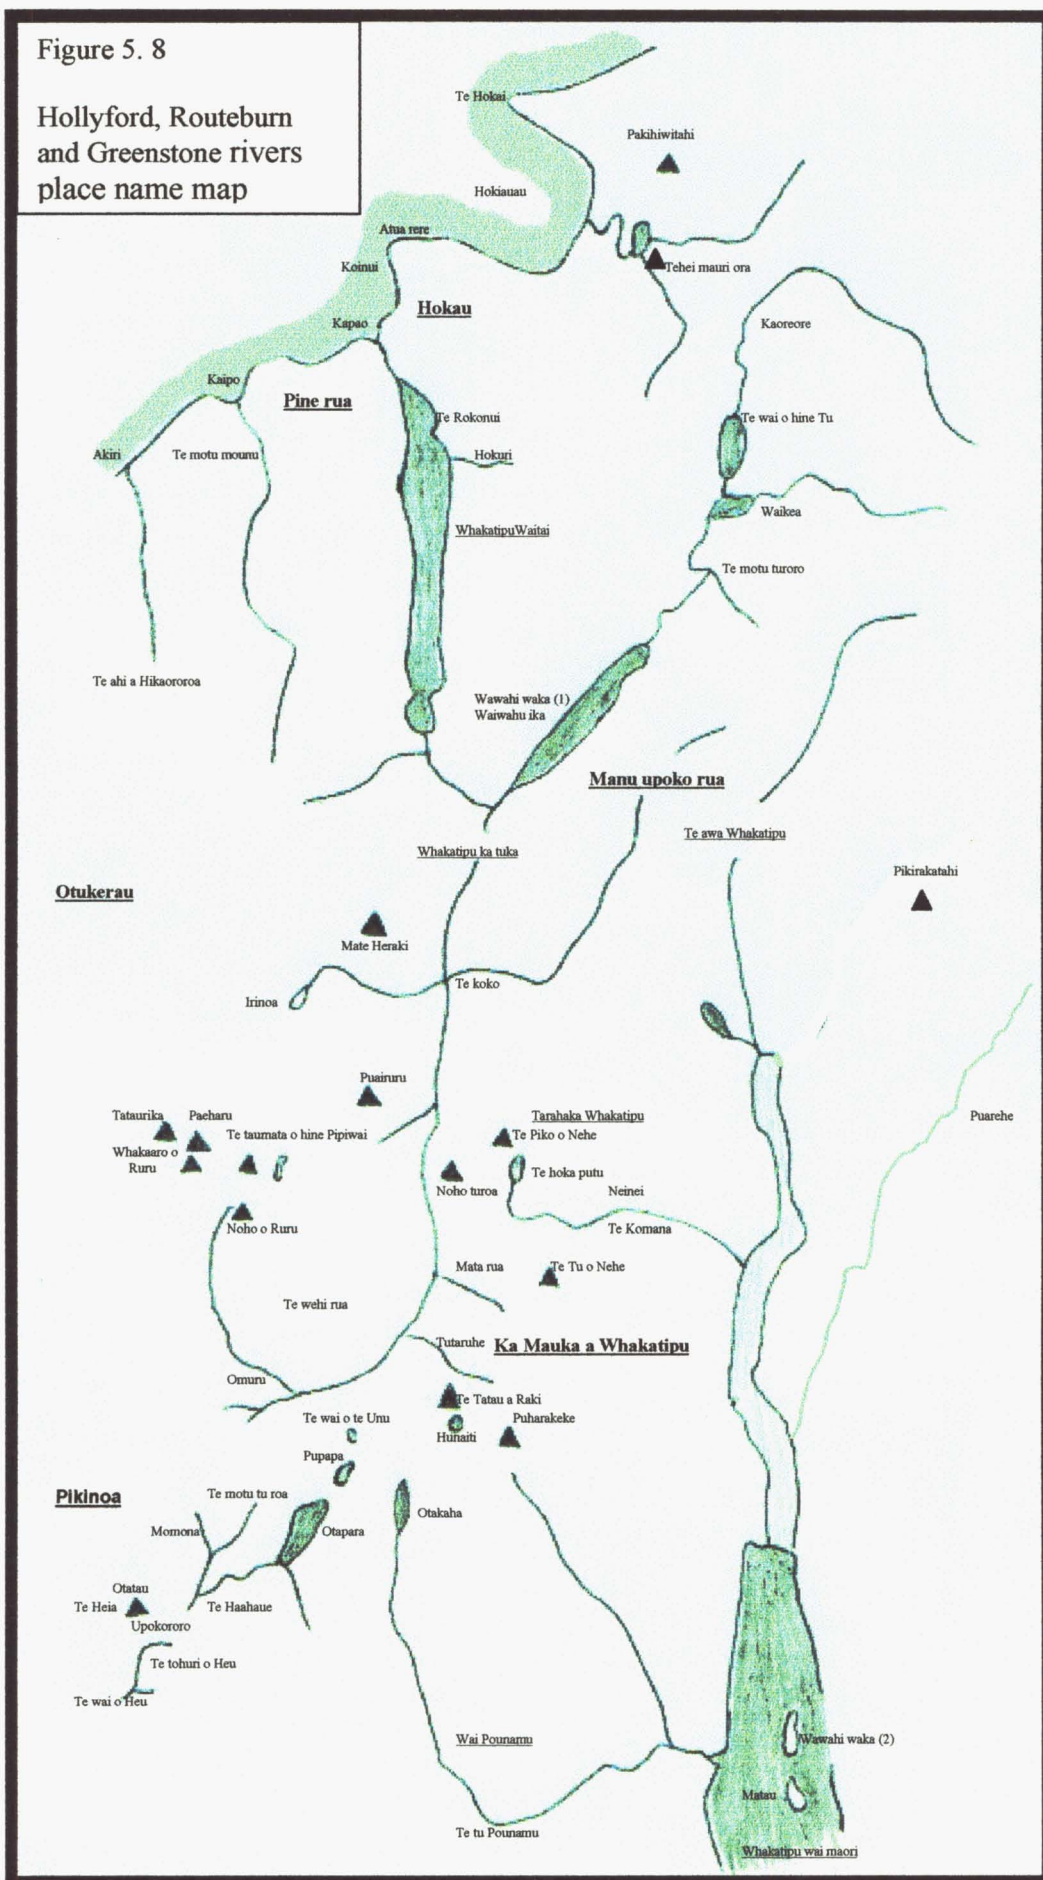 Figure 5. 8
Hollyford, Routeburn
and Greenstone rivers
place name map
Te Hokai
Pakihiwitahi
Hokiauau
Atua rere
Koinui
Tehei mauri ora
Hokau
Kapao
Kaoreore
Kaipo
Pine rua
Te Rokonui
Te wai o hine Tu
Akiri
Te motu mounu
Hokuri
WhakatipuWaitai
Waikea
Te motu turoro
Te ahi a Hikaororoa
Wawahi waka (1)
Waiwahu ika
Manu upoko rua
Te awa Whakatipu
Whakatipu ka tuka
Pikirakatahi
Otukerau
Mate Heraki
Te koko
Irinoa
Puairuru
Tataurika
Paeharu
Tarahaka Whakatipu
Puarehe
Te taumata o hine Pipiwai
Te Piko o Nehe
Whakaaro o
Ruru
Te hoka putu
Noho turoa
Neinei
Noho o Ruru
Te Komana
Mata rua
Te Tu o Nehe
Te wehi rua
Tutaruhe
Ka Mauka a Whakatipu
Omuru
Te Tatau a Raki
Te wai o te Unu
Puharakeke
Hunaiti
Pupapa
Pikinoa
Te motu tu roa
Otakaha
Momona
Otapara
Otatau
Te Heia
Te Haahaue
Upokororo
Te tohuri o Heu
Te wai o Heu
Wai Pounamu
Wawahi waka (2)
Matau
Te tu Pounamu
Whakatipu wai maori